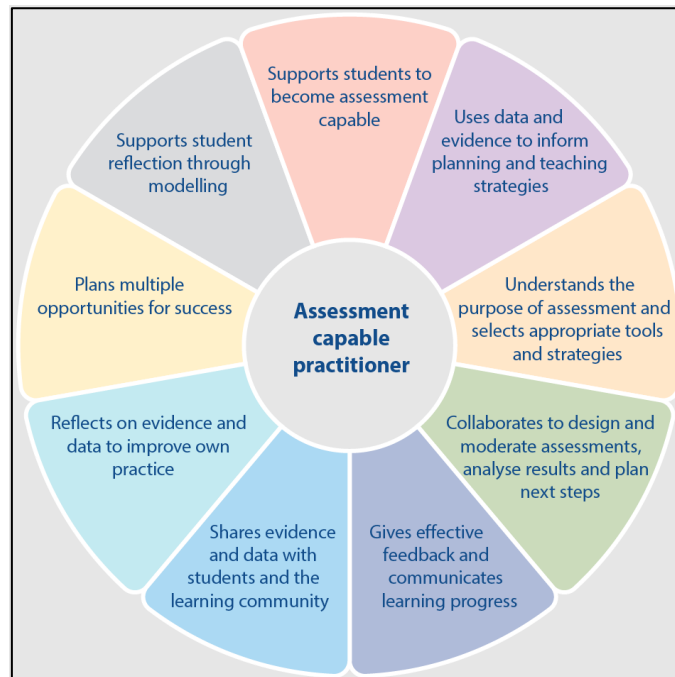 Supports students to
become assessment
capable
Uses data and
evidence to inform
planning and teaching
strategies
Understands the
purpose of assessment and
selects appropriate tools
and strategies
Collaborates to design and
moderate assessments,
analyse results and plan
next steps
Gives effective
feedback and
communicates
learning progress
Shares evidence
and data with
students and the
learning community
Reflects on evidence and
data to improve own
practice
Plans multiple
opportunities for success
Supports student
reflection through
modelling
Assessment
capable
practitioner